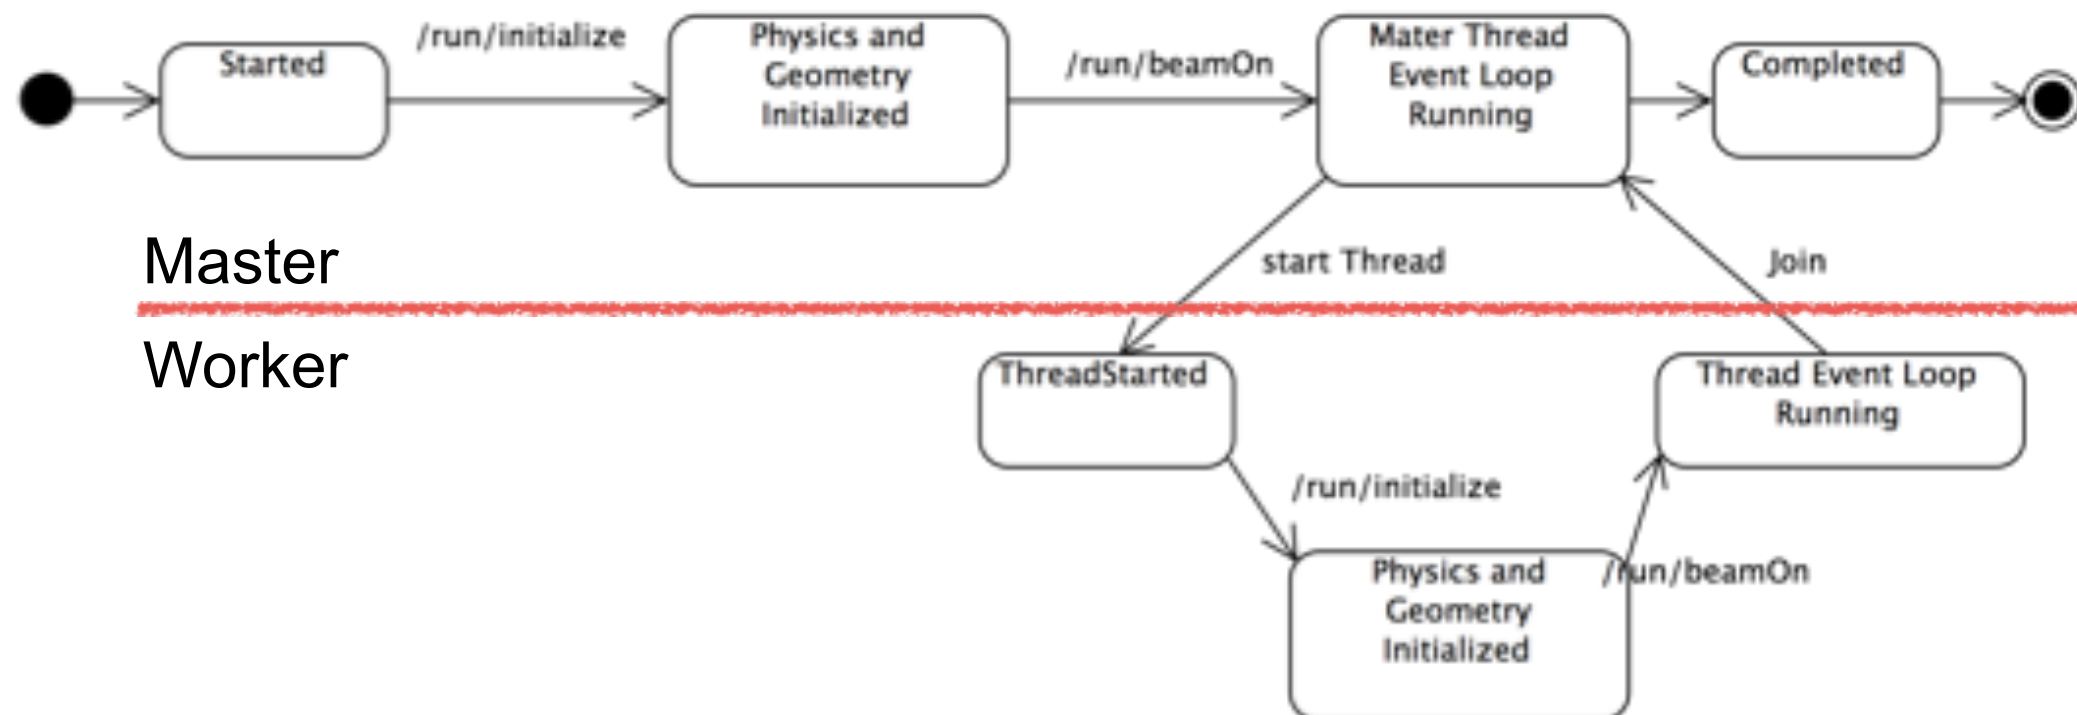 Started
/run/initialize
Physics and
Geometry
Initialized
/run/beamOn
Mater Thread
Event Loop
Running
Completed
Master
start Thread
Join
Worker
ThreadStarted
Thread Event Loop
Running
/run/initialize
Physics and
Geometry
Initialized
/run/beamOn